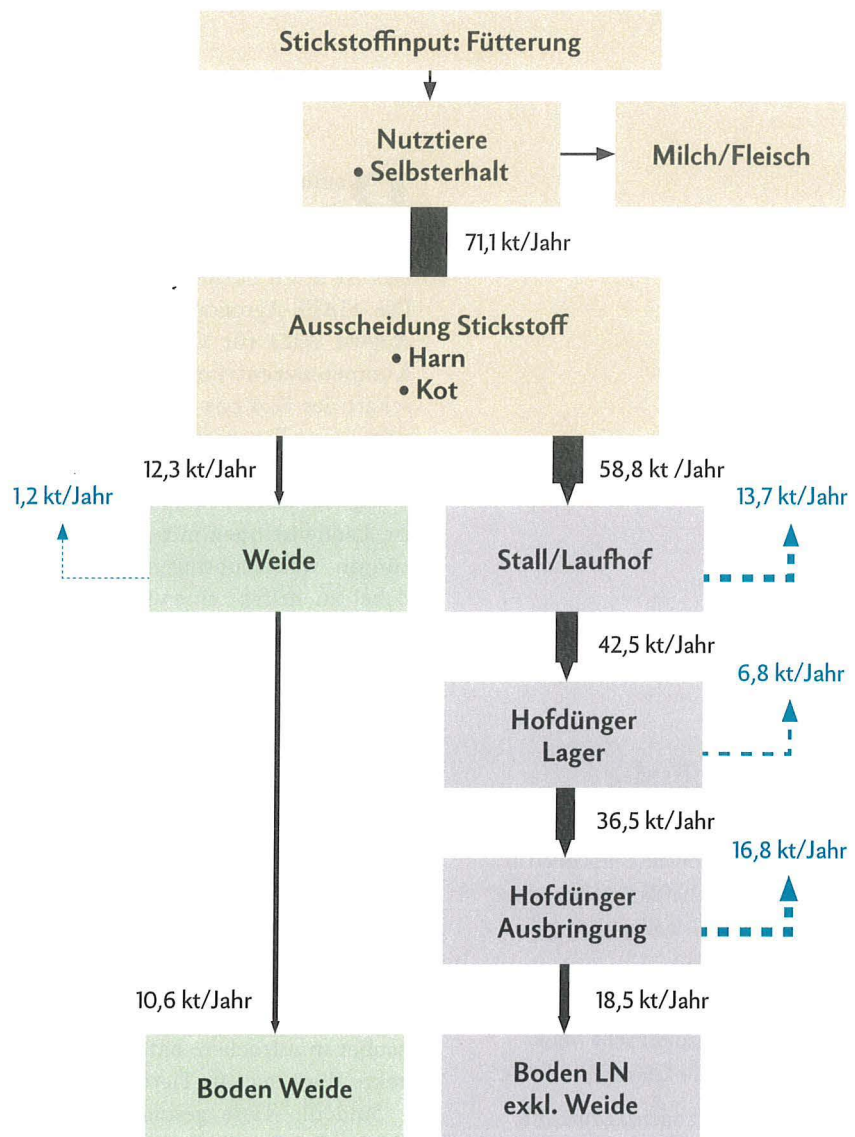 Stickstoffinput: Fütterung
Nutztiere
• Selbsterhalt
Milch/Fleisch
71,1 kt/Jahr
Ausscheidung Stickstoff
• Harn
• Kot
12,3 kt/Jahr
58,8 kt /Jahr
1,2 kt/Jahr
13,7 kt/Jahr
Weide
Stall/Laufhof
42,5 kt/Jahr
6,8 kt/Jahr
Hofdünger
Lager
36,5 kt/Jahr
16,8 kt/Jahr
Hofdünger
Ausbringung
10,6 kt/Jahr
18,5 kt/Jahr
Boden Weide
Boden LN
exkl. Weide